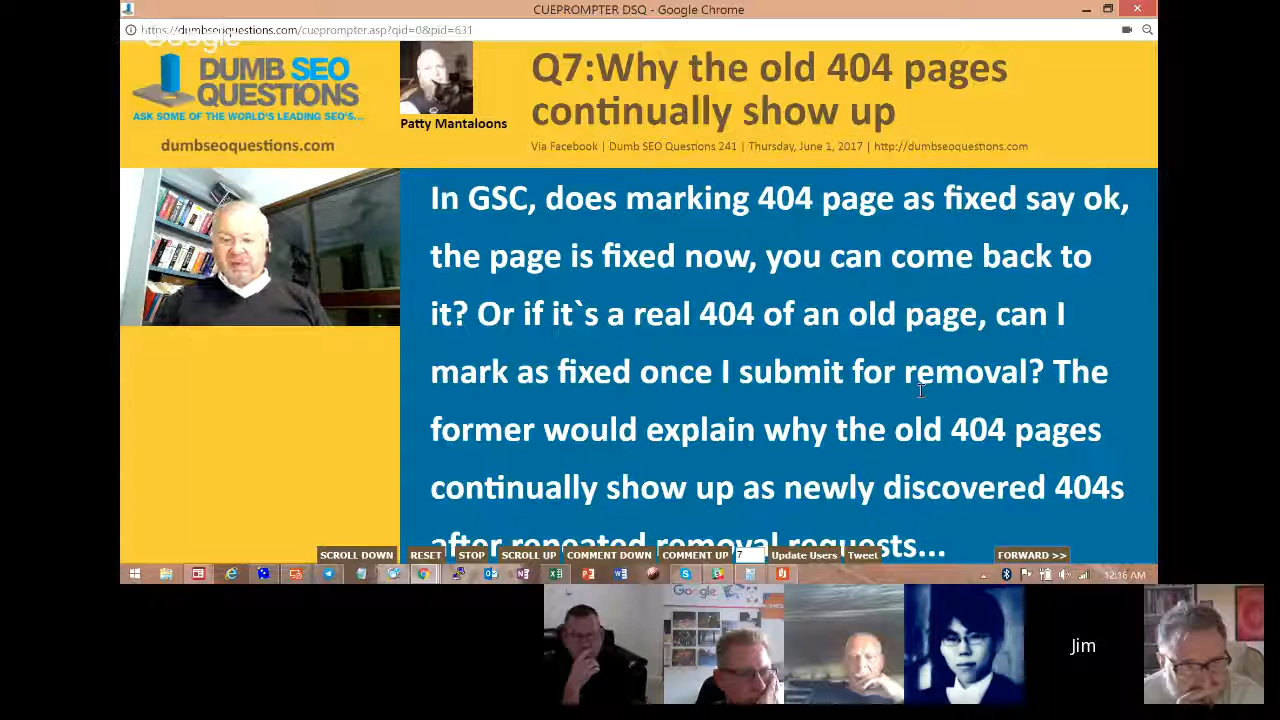 CUEPROMPTER DSQ - Google Chrome
https://dumbseoquestions.com/cueprompter.asp?qid=0&pid=631
Google
DUMB SEO
QUESTIONS
ASK SOME OF THE WORLD'S LEADING SEO'S...
dumbseoquestions.com
Patty Mantaloons
Q7:Why the old 404 pages
continually show up
Via Facebook | Dumb SEO Questions 241 | Thursday, June 1, 2017 | http://dumbseoquestions.com
In GSC, does marking 404 page as fixed say ok,
the page is fixed now, you can come back to
it? Or if it`s a real 404 of an old page, can I
mark as fixed once I submit for removal? The
former would explain why the old 404 pages
continually show up as newly discovered 404s
after repeated removal requests...
SCROLL DOWN RESET STOP SCROLL UP COMMENT DOWN COMMENT UP 7 Update Users Tweet FORWARD >>
12:16 AM
Google
Jim